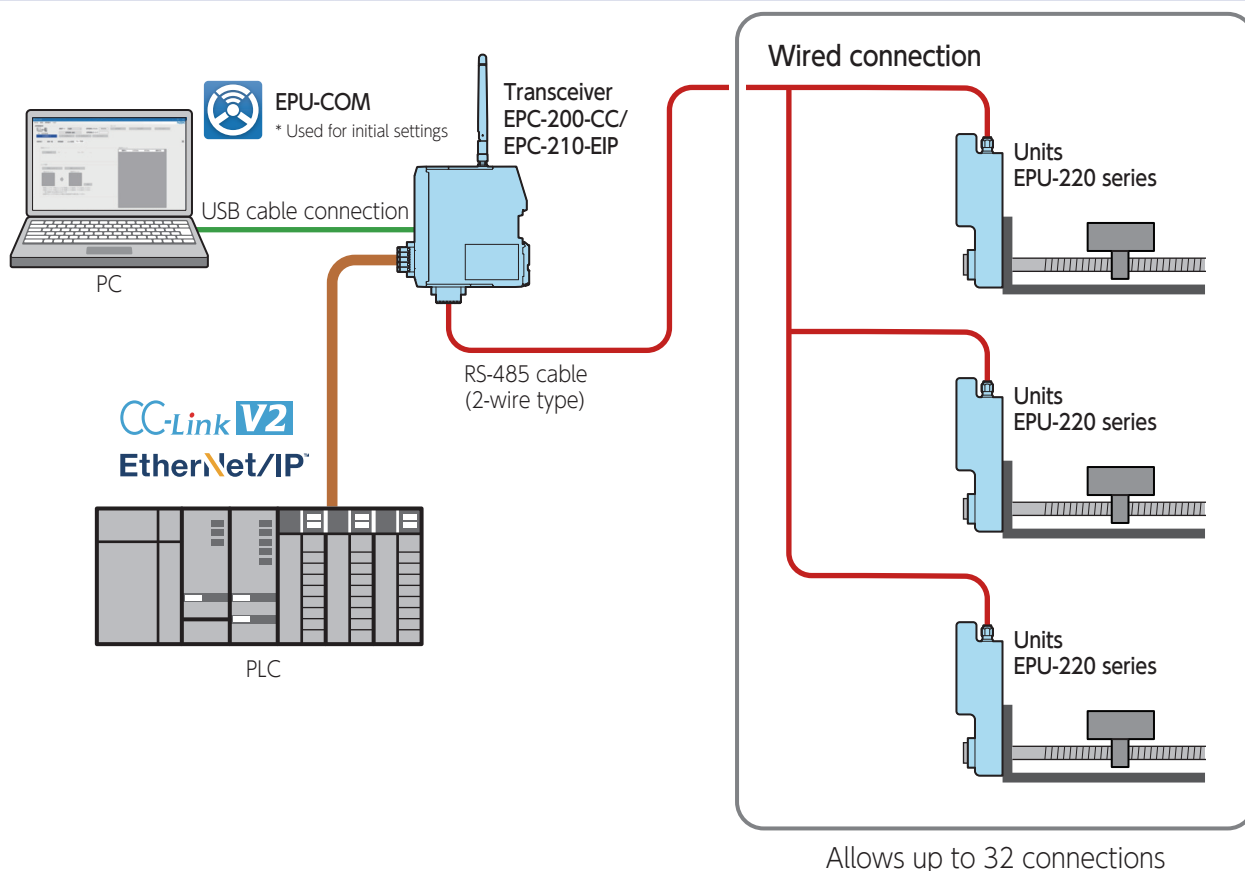 Wired connection
EPU-COM
* Used for initial settings
Transceiver
EPC-200-CC/
EPC-210-EIP
USB cable connection
PC
RS-485 cable
(2-wire type)
CC-Link V2
EtherNet/IP™
PLC
Units
EPU-220 series
Units
EPU-220 series
Units
EPU-220 series
Allows up to 32 connections